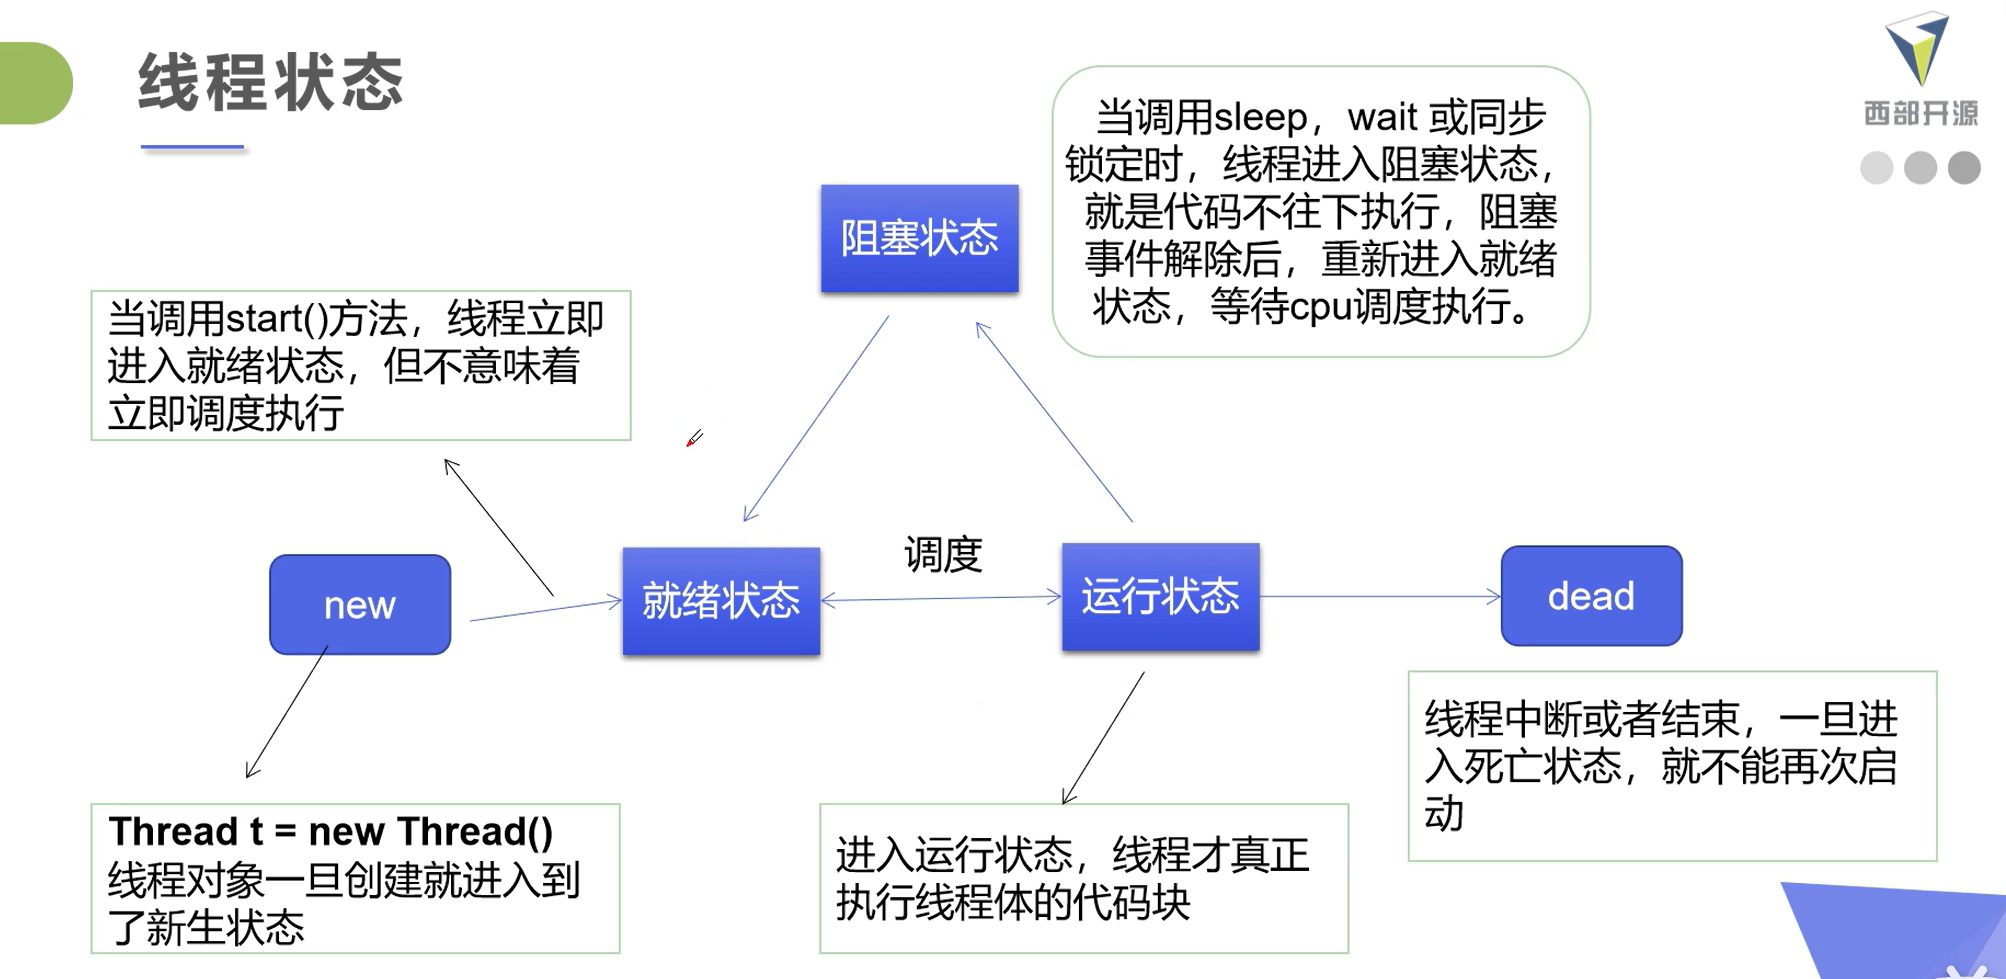 线程状态
西部开源
当调用sleep，wait 或同步
锁定时，线程进入阻塞状态，
就是代码不往下执行，阻塞
事件解除后，重新进入就绪
状态，等待cpu调度执行。
阻塞状态
当调用start()方法，线程立即
进入就绪状态，但不意味着
立即调度执行
调度
new
就绪状态
运行状态
dead
线程中断或者结束，一旦进
入死亡状态，就不能再次启
动
Thread t = new Thread()
线程对象一旦创建就进入到
了新生状态
进入运行状态，线程才真正
执行线程体的代码块